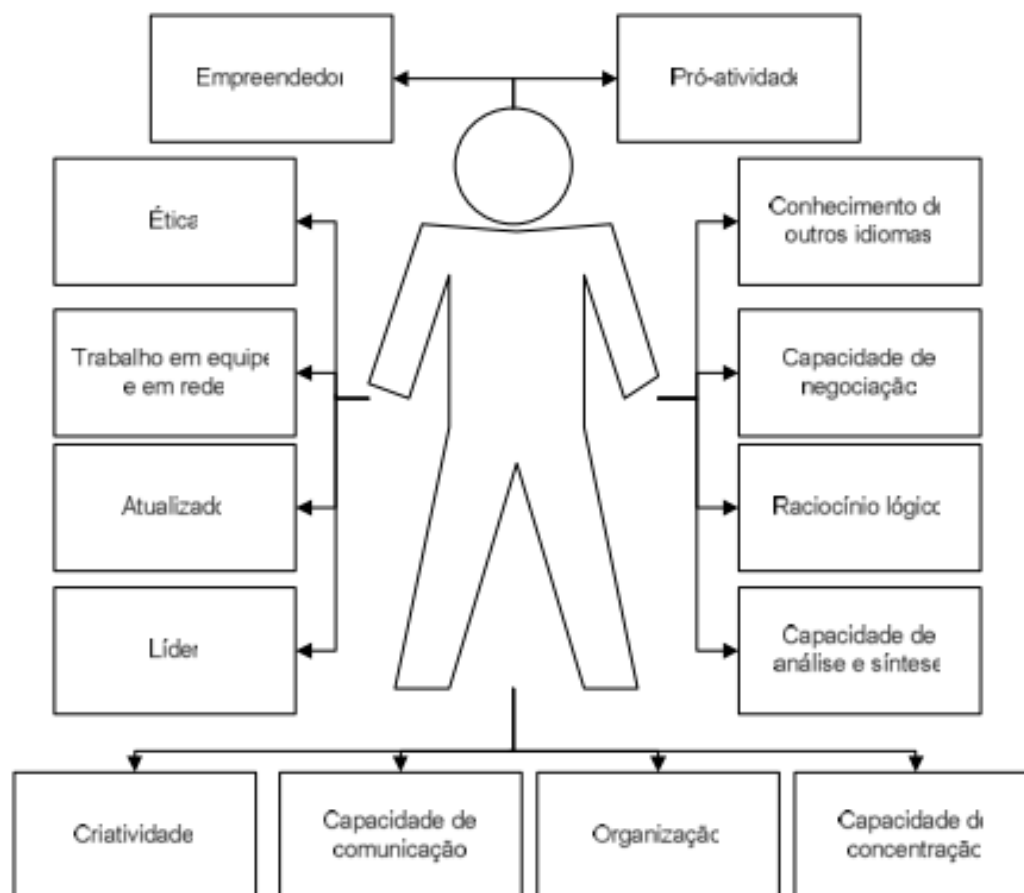 Empreendedor
Pró-atividade
Ética
Conhecimento de
outros idiomas
Trabalho em equipe
e em rede
Capacidade de
negociação
Atualizado
Raciocínio lógico
Líder
Capacidade de
análise e síntese
Criatividade
Capacidade de
comunicação
Organização
Capacidade de
concentração